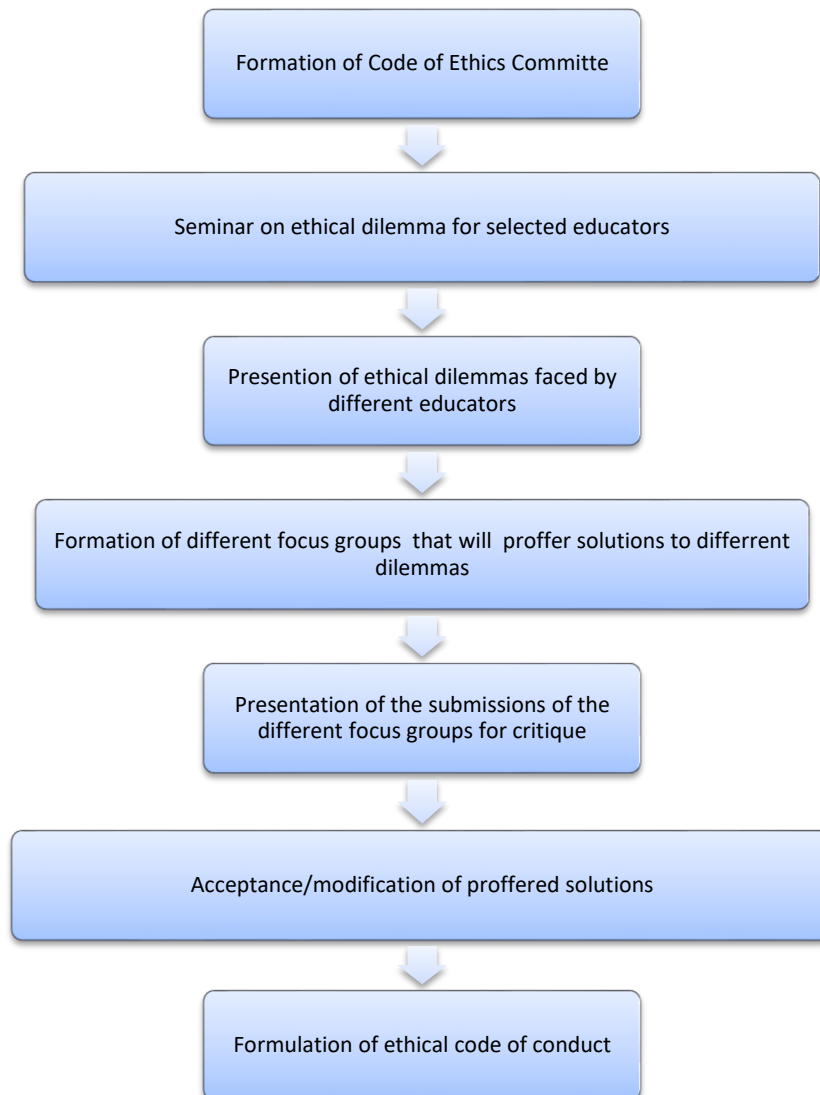 Formation of Code of Ethics Committe
Seminar on ethical dilemma for selected educators
Presention of ethical dilemmas faced by
different educators
Formation of different focus groups  that will  proffer solutions to differrent
dilemmas
Presentation of the submissions of the
different focus groups for critique
Acceptance/modification of proffered solutions
Formulation of ethical code of conduct